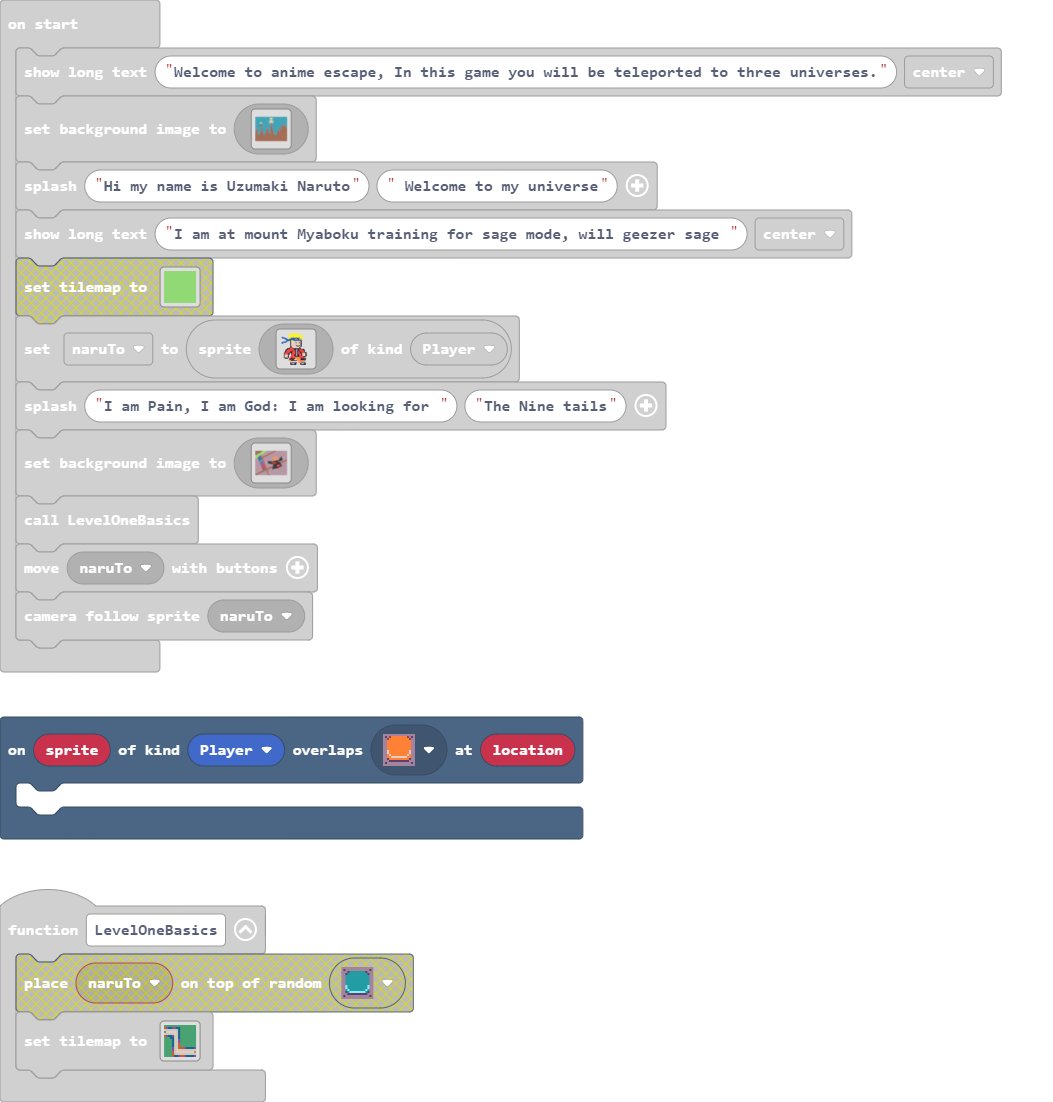 on start
show long text "Welcome to anime escape, In this game you will be teleported to three universes." center
set background image to
splash "Hi my name is Uzumaki Naruto" " Welcome to my universe"
show long text "I am at mount Myaboku training for sage mode, will geezer sage " center
set tilemap to
set naruTo to sprite of kind Player
splash "I am Pain, I am God: I am looking for " "The Nine tails"
set background image to
call LevelOneBasics
move naruTo with buttons
camera follow sprite naruTo
on sprite of kind Player overlaps at location
function LevelOneBasics
place naruTo on top of random
set tilemap to